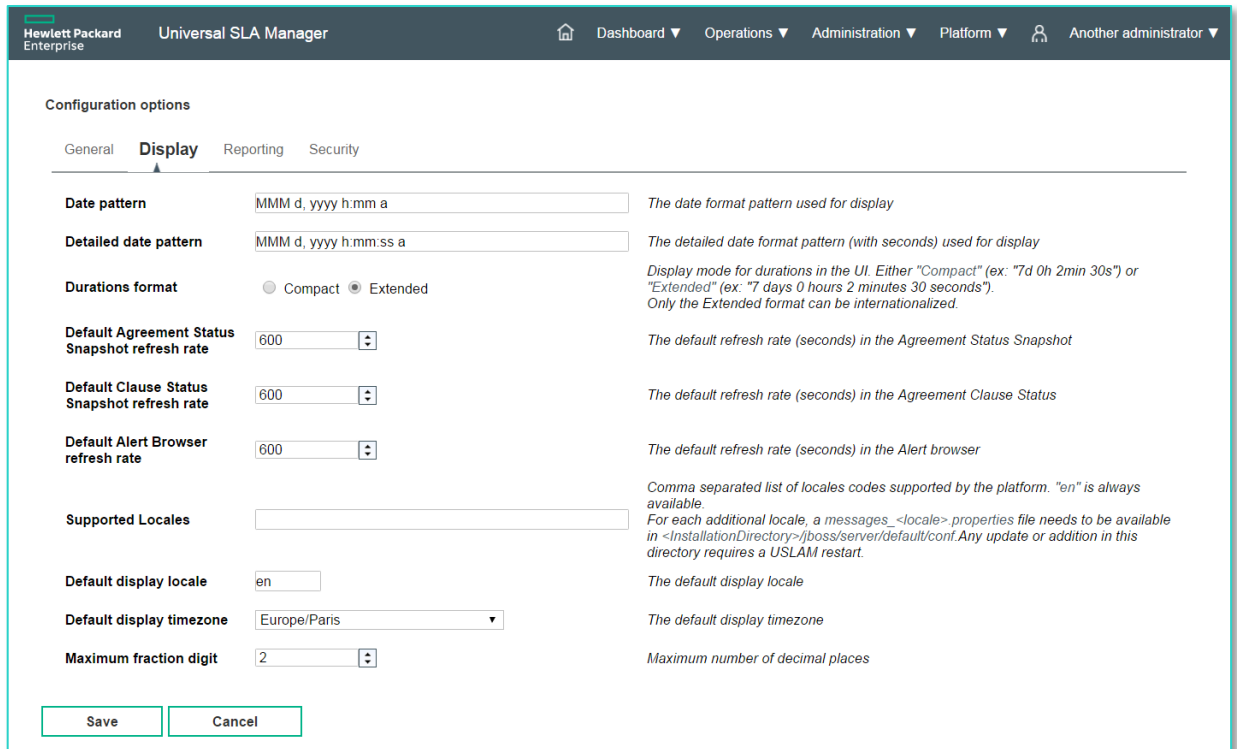 Hewlett Packard
Enterprise
Universal SLA Manager
Dashboard ▼
Operations ▼
Administration ▼
Platform ▼
Another administrator ▼
Configuration options
General
Display
Reporting
Security
Date pattern
MMM d, yyyy h:mm a
The date format pattern used for display
Detailed date pattern
MMM d, yyyy h:mm:ss a
The detailed date format pattern (with seconds) used for display
Durations format
Compact
Extended
Display mode for durations in the UI. Either "Compact" (ex: "7d 0h 2min 30s") or
"Extended" (ex: "7 days 0 hours 2 minutes 30 seconds").
Only the Extended format can be internationalized.
Default Agreement Status
Snapshot refresh rate
600
The default refresh rate (seconds) in the Agreement Status Snapshot
Default Clause Status
Snapshot refresh rate
600
The default refresh rate (seconds) in the Agreement Clause Status
Default Alert Browser
refresh rate
600
The default refresh rate (seconds) in the Alert browser
Supported Locales
Comma separated list of locales codes supported by the platform. "en" is always
available.
For each additional locale, a messages_<locale>.properties file needs to be available
in <InstallationDirectory>/jboss/server/default/conf.Any update or addition in this
directory requires a USLAM restart.
Default display locale
en
The default display locale
Default display timezone
Europe/Paris
The default display timezone
Maximum fraction digit
2
Maximum number of decimal places
Save
Cancel